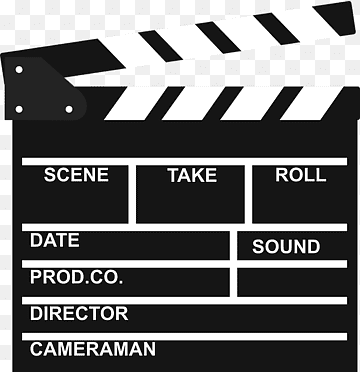 SCENE TAKE ROLL
DATE SOUND
PROD.CO.
DIRECTOR
CAMERAMAN